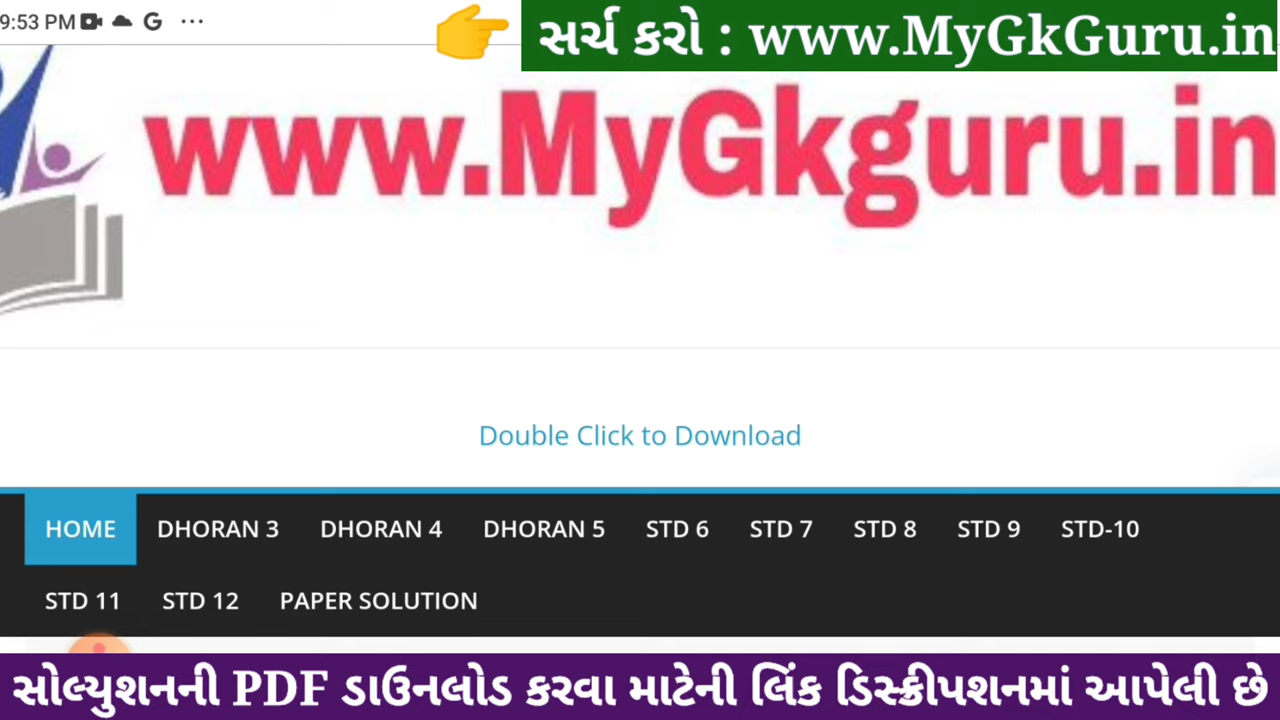 9:53 PM G ...
સર્ચ કરો : www.MyGkGuru.in
www.MyGkguru.in
Double Click to Download
HOME DHORAN 3 DHORAN 4 DHORAN 5 STD 6 STD 7 STD 8 STD 9 STD-10
STD 11 STD 12 PAPER SOLUTION
સોલ્યુશનની PDF ડાઉનલોડ કરવા માટેની લિંક ડિસ્ક્રીપશનમાં આપેલી છે